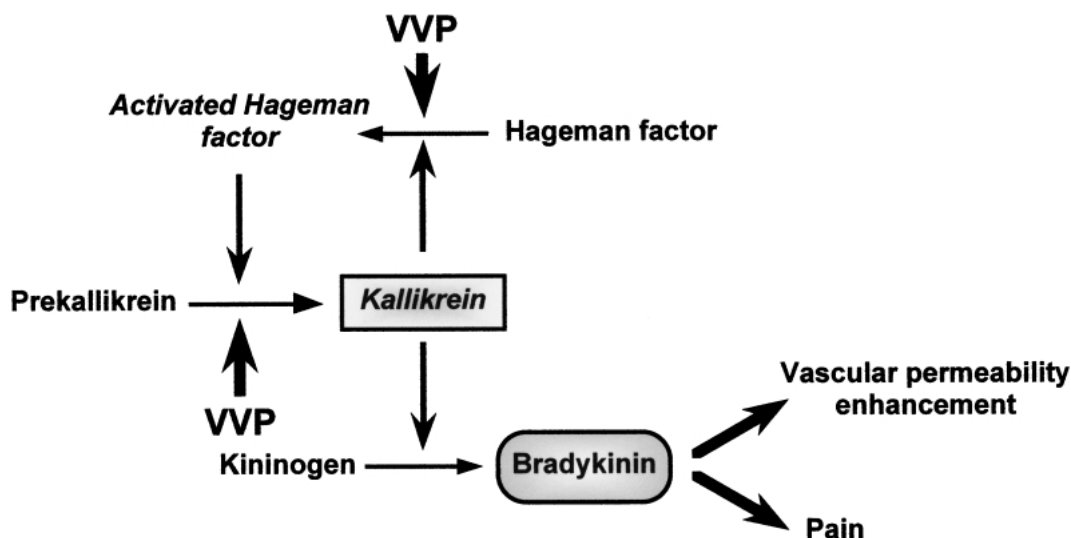 VVP
Activated Hageman
factor
Hageman factor
Prekallikrein
Kallikrein
VVP
Kininogen
Bradykinin
Vascular permeability
enhancement
Pain